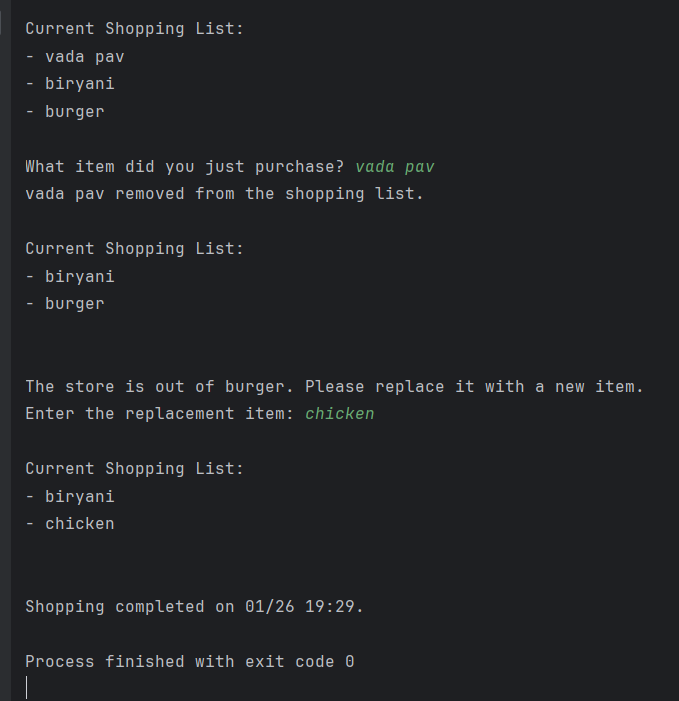 Current Shopping List:
- vada pav
- biryani
- burger
What item did you just purchase? vada pav
vada pav removed from the shopping list.
Current Shopping List:
- biryani
- burger
The store is out of burger. Please replace it with a new item.
Enter the replacement item: chicken
Current Shopping List:
- biryani
- chicken
Shopping completed on 01/26 19:29.
Process finished with exit code 0